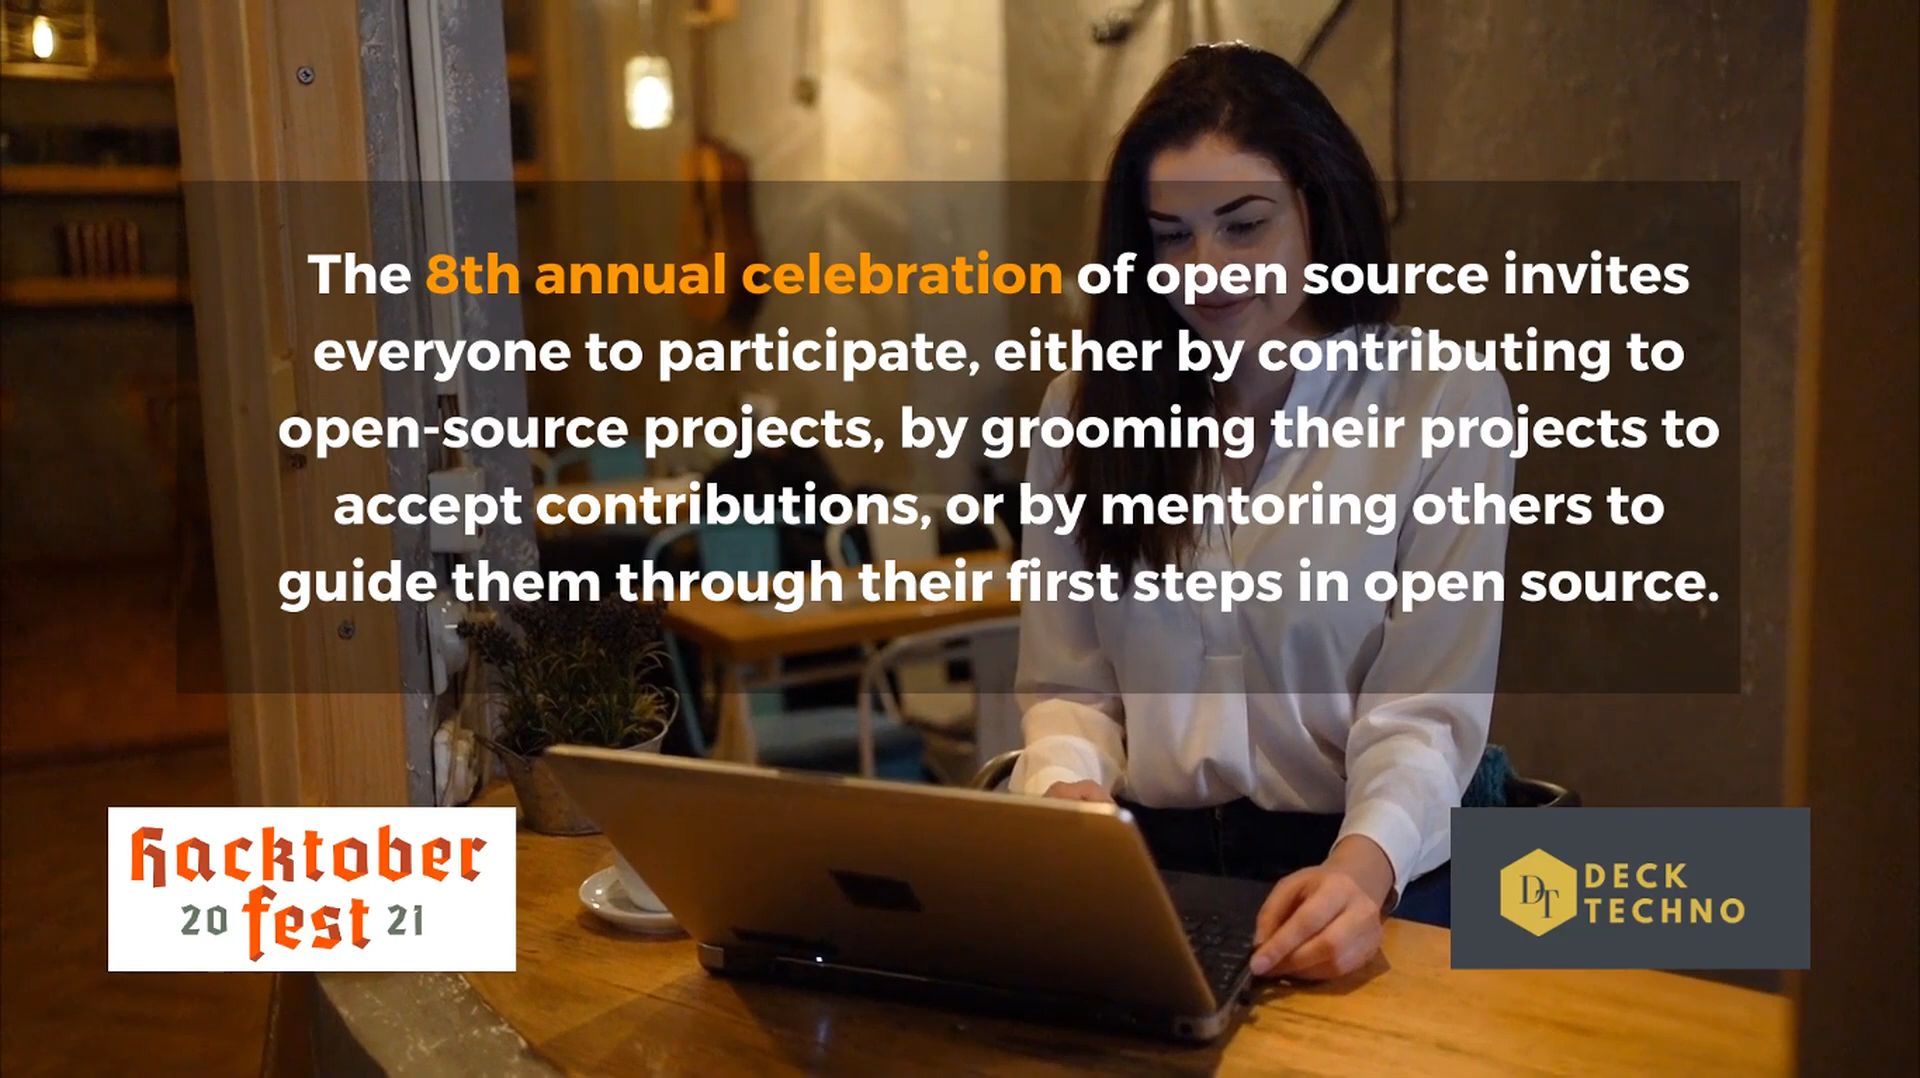 The 8th annual celebration of open source invites
everyone to participate, either by contributing to
open-source projects, by grooming their projects to
accept contributions, or by mentoring others to
guide them through their first steps in open source.
hacktober
20 fest 21
DT
DECK
TECHNO